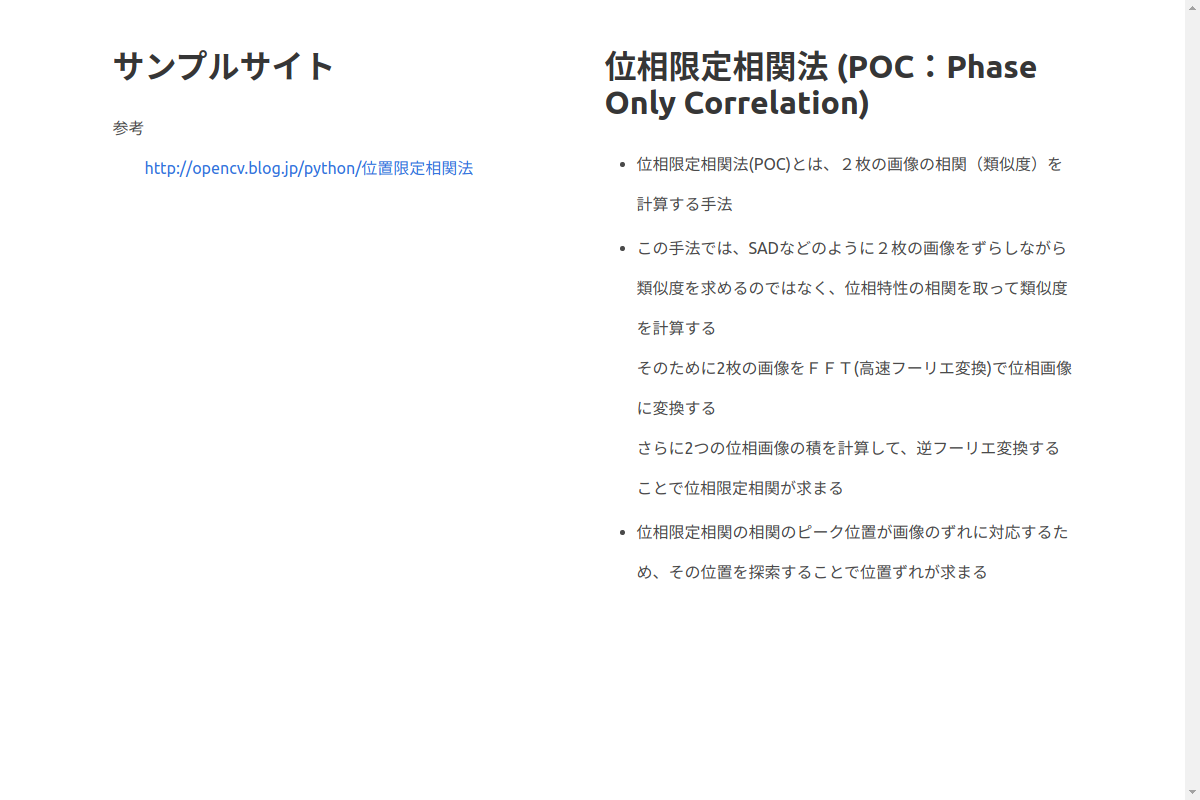 サンプルサイト
参考
http://opencv.blog.jp/python/位置限定相関法
位相限定相関法 (POC：Phase
Only Correlation)
位相限定相関法(POC)とは、２枚の画像の相関（類似度）を
計算する手法
この手法では、SADなどのように２枚の画像をずらしながら
類似度を求めるのではなく、位相特性の相関を取って類似度
を計算する
そのために2枚の画像をＦＦＴ(高速フーリエ変換)で位相画像
に変換する
さらに2つの位相画像の積を計算して、逆フーリエ変換する
ことで位相限定相関が求まる
位相限定相関の相関のピーク位置が画像のずれに対応するた
め、その位置を探索することで位置ずれが求まる